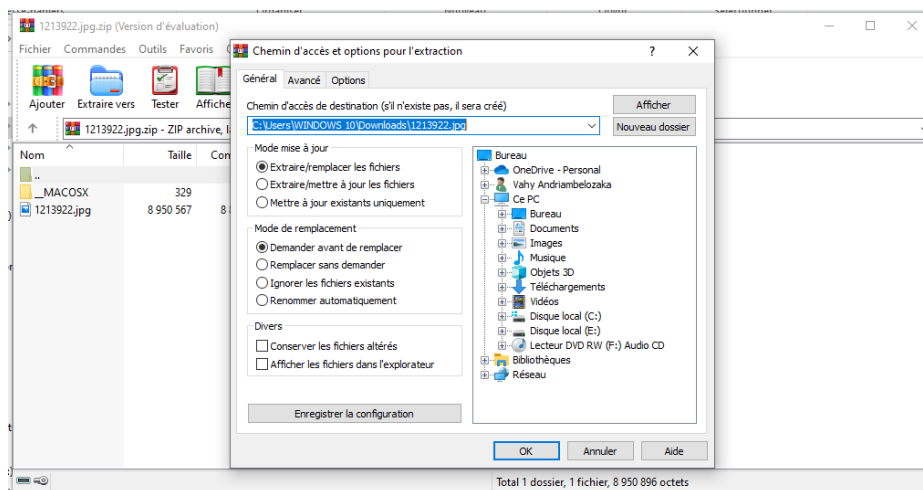 1213922.jpg.zip (Version d'évaluation)
Fichier Commandes Outils Favoris
Ajouter Extraire vers Tester Affiche
1213922.jpg.zip - ZIP archive, l
Nom Taille Con
..
__MACOSX 329
1213922.jpg 8 950 567 8
Chemin d'accès et options pour l'extraction ?
Général Avancé Options
Chemin d'accès de destination (s'il n'existe pas, il sera créé)
Afficher
C:\Users\WINDOWS 10\Downloads\1213922.jpg
Nouveau dossier
Mode mise à jour
Extraire/remplacer les fichiers
Extraire/mettre à jour les fichiers
Mettre à jour existants uniquement
Mode de remplacement
Demander avant de remplacer
Remplacer sans demander
Ignorer les fichiers existants
Renommer automatiquement
Divers
Conserver les fichiers altérés
Afficher les fichiers dans l'explorateur
Enregistrer la configuration
Bureau
OneDrive - Personal
Vahy Andriambelozaka
Ce PC
Bureau
Documents
Images
Musique
Objets 3D
Téléchargements
Vidéos
Disque local (C:)
Disque local (E:)
Lecteur DVD RW (F:) Audio CD
Bibliothèques
Réseau
OK Annuler Aide
Total 1 dossier, 1 fichier, 8 950 896 octets